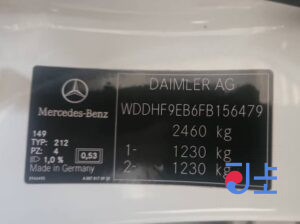 DAIMLER AG
Mercedes-Benz
WDDHF9EB6FB156479
2460 kg
1- 1230 kg
2- 1230 kg
149
TYP: 212
PZ: 4
1,0 % 0,53
Made in Germany